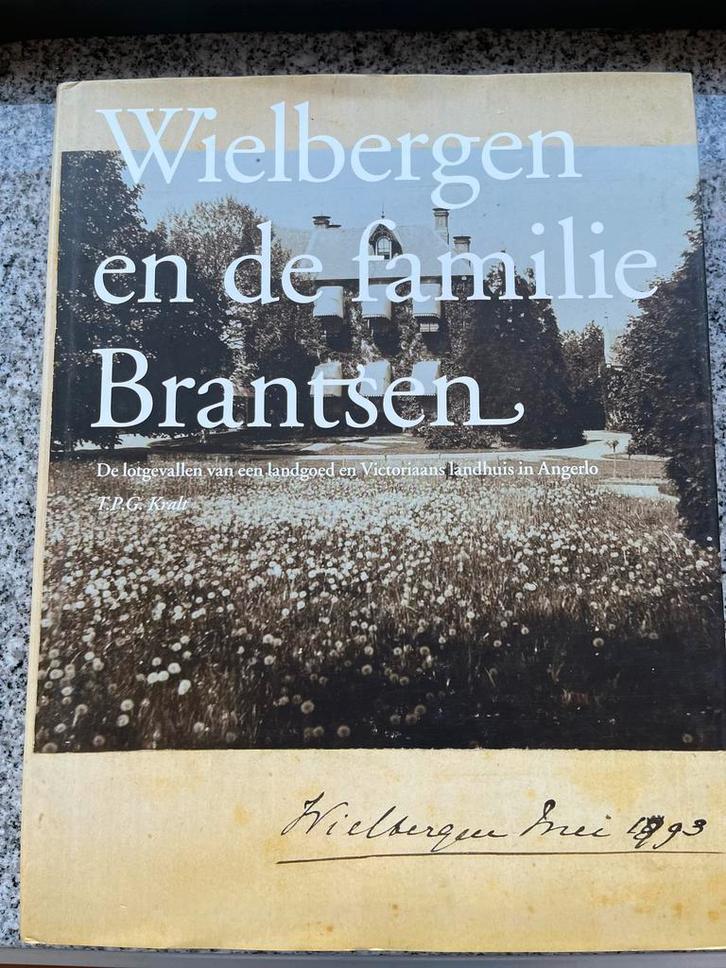 Wielbergen
en de familie
Brantsen
De lotgevallen van een landgoed en Victoriaans landhuis in Angerlo
T.P.G. Kralt
Wielbergen Mei 1893